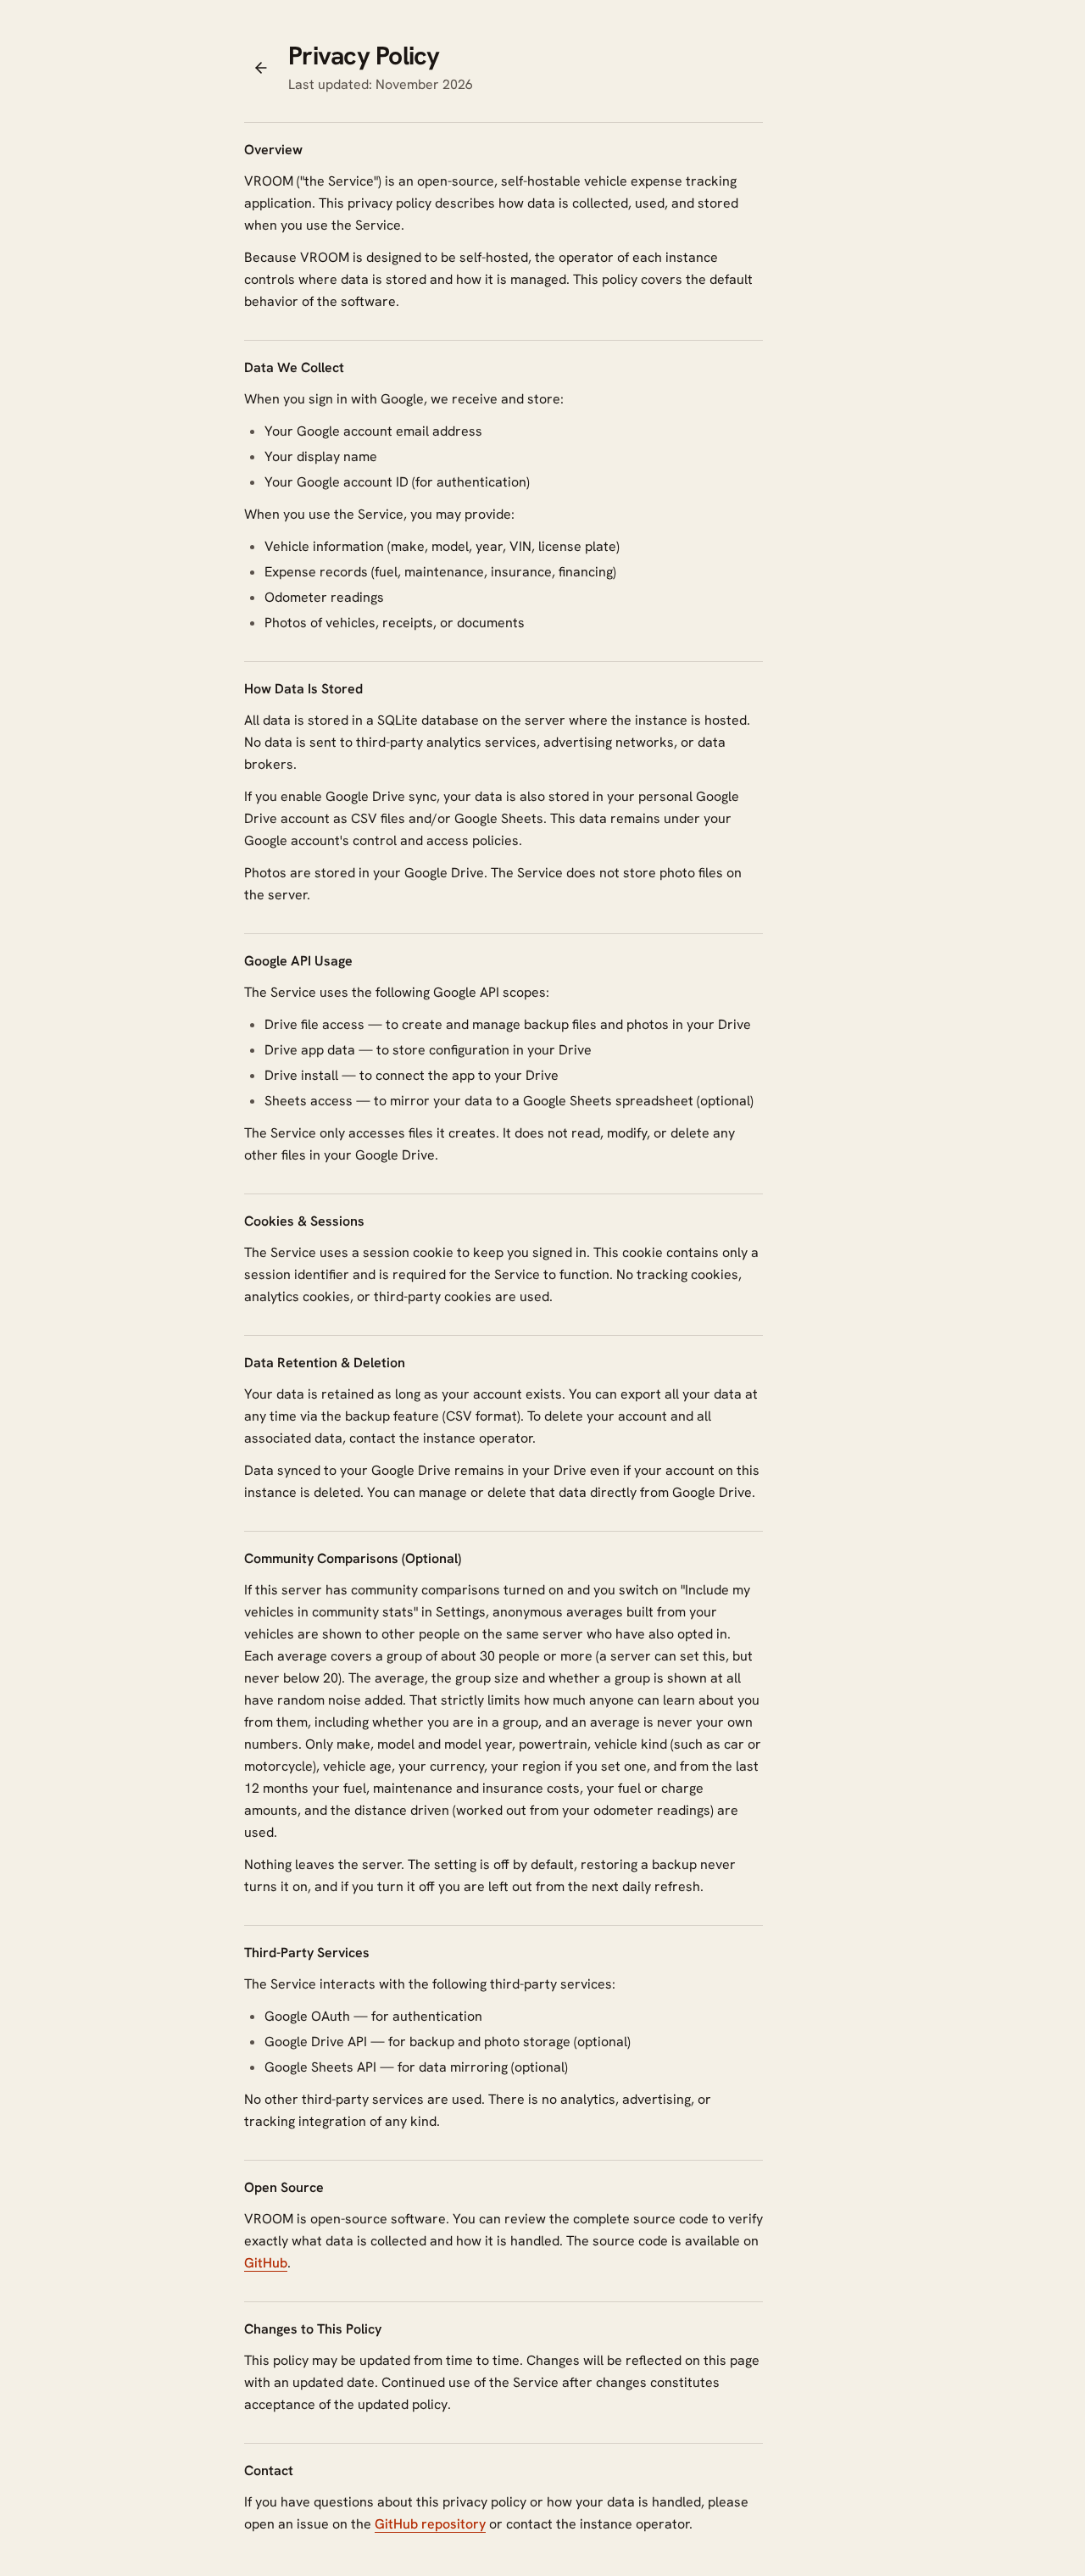 Privacy Policy
Last updated: November 2026
Overview
VROOM ("the Service") is an open-source, self-hostable vehicle expense tracking
application. This privacy policy describes how data is collected, used, and stored
when you use the Service.
Because VROOM is designed to be self-hosted, the operator of each instance
controls where data is stored and how it is managed. This policy covers the default
behavior of the software.
Data We Collect
When you sign in with Google, we receive and store:
• Your Google account email address
• Your display name
• Your Google account ID (for authentication)
When you use the Service, you may provide:
• Vehicle information (make, model, year, VIN, license plate)
• Expense records (fuel, maintenance, insurance, financing)
• Odometer readings
• Photos of vehicles, receipts, or documents
How Data Is Stored
All data is stored in a SQLite database on the server where the instance is hosted.
No data is sent to third-party analytics services, advertising networks, or data
brokers.
If you enable Google Drive sync, your data is also stored in your personal Google
Drive account as CSV files and/or Google Sheets. This data remains under your
Google account's control and access policies.
Photos are stored in your Google Drive. The Service does not store photo files on
the server.
Google API Usage
The Service uses the following Google API scopes:
• Drive file access — to create and manage backup files and photos in your Drive
• Drive app data — to store configuration in your Drive
• Drive install — to connect the app to your Drive
• Sheets access — to mirror your data to a Google Sheets spreadsheet (optional)
The Service only accesses files it creates. It does not read, modify, or delete any
other files in your Google Drive.
Cookies & Sessions
The Service uses a session cookie to keep you signed in. This cookie contains only a
session identifier and is required for the Service to function. No tracking cookies,
analytics cookies, or third-party cookies are used.
Data Retention & Deletion
Your data is retained as long as your account exists. You can export all your data at
any time via the backup feature (CSV format). To delete your account and all
associated data, contact the instance operator.
Data synced to your Google Drive remains in your Drive even if your account on this
instance is deleted. You can manage or delete that data directly from Google Drive.
Community Comparisons (Optional)
If this server has community comparisons turned on and you switch on "Include my
vehicles in community stats" in Settings, anonymous averages built from your
vehicles are shown to other people on the same server who have also opted in.
Each average covers a group of about 30 people or more (a server can set this, but
never below 20). The average, the group size and whether a group is shown at all
have random noise added. That strictly limits how much anyone can learn about you
from them, including whether you are in a group, and an average is never your own
numbers. Only make, model and model year, powertrain, vehicle kind (such as car or
motorcycle), vehicle age, your currency, your region if you set one, and from the last
12 months your fuel, maintenance and insurance costs, your fuel or charge
amounts, and the distance driven (worked out from your odometer readings) are
used.
Nothing leaves the server. The setting is off by default, restoring a backup never
turns it on, and if you turn it off you are left out from the next daily refresh.
Third-Party Services
The Service interacts with the following third-party services:
• Google OAuth — for authentication
• Google Drive API — for backup and photo storage (optional)
• Google Sheets API — for data mirroring (optional)
No other third-party services are used. There is no analytics, advertising, or
tracking integration of any kind.
Open Source
VROOM is open-source software. You can review the complete source code to verify
exactly what data is collected and how it is handled. The source code is available on
GitHub.
Changes to This Policy
This policy may be updated from time to time. Changes will be reflected on this page
with an updated date. Continued use of the Service after changes constitutes
acceptance of the updated policy.
Contact
If you have questions about this privacy policy or how your data is handled, please
open an issue on the GitHub repository or contact the instance operator.